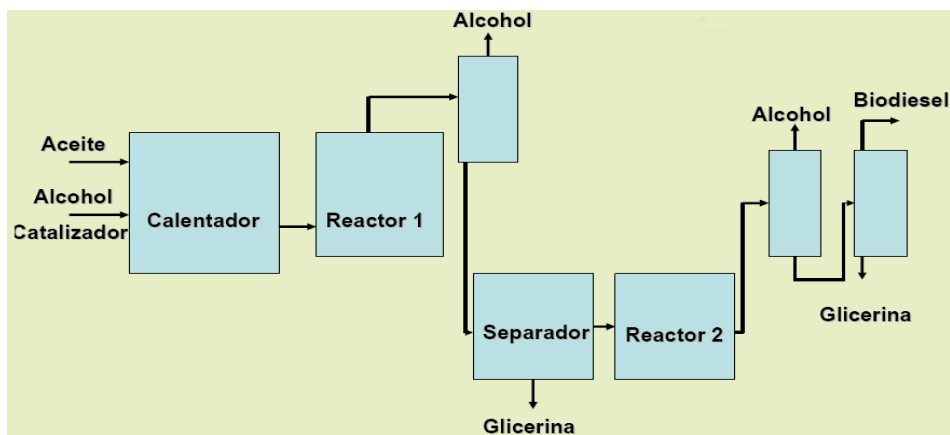 Alcohol
Biodiesel
Alcohol
Aceite
Alcohol
Catalizador
Calentador
Reactor 1
Separador
Reactor 2
Glicerina
Glicerina